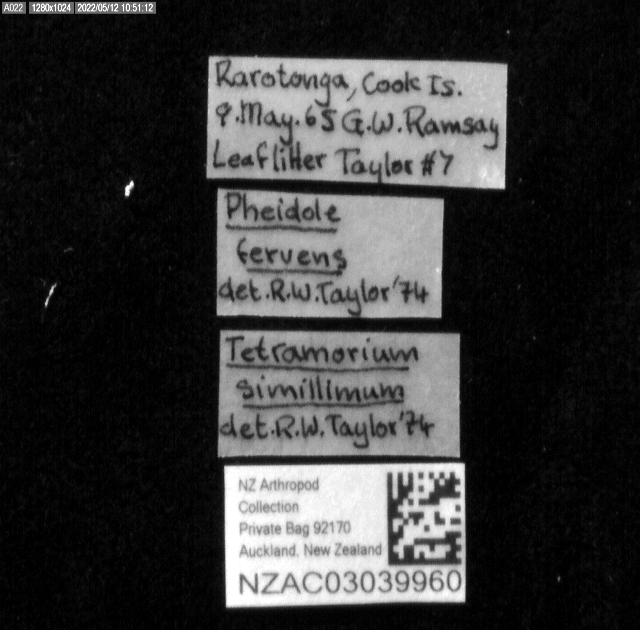 A022 1280x1024 2022/05/12 10:51:12
Rarotonga, Cook Is.
9.May.65 G.W.Ramsay
Leaflitter Taylor #7
Pheidole
fervens
det.R.W.Taylor'74
Tetramorium
simillimum
det.R.W.Taylor'74
NZ Arthropod
Collection
Private Bag 92170
Auckland, New Zealand
NZAC03039960